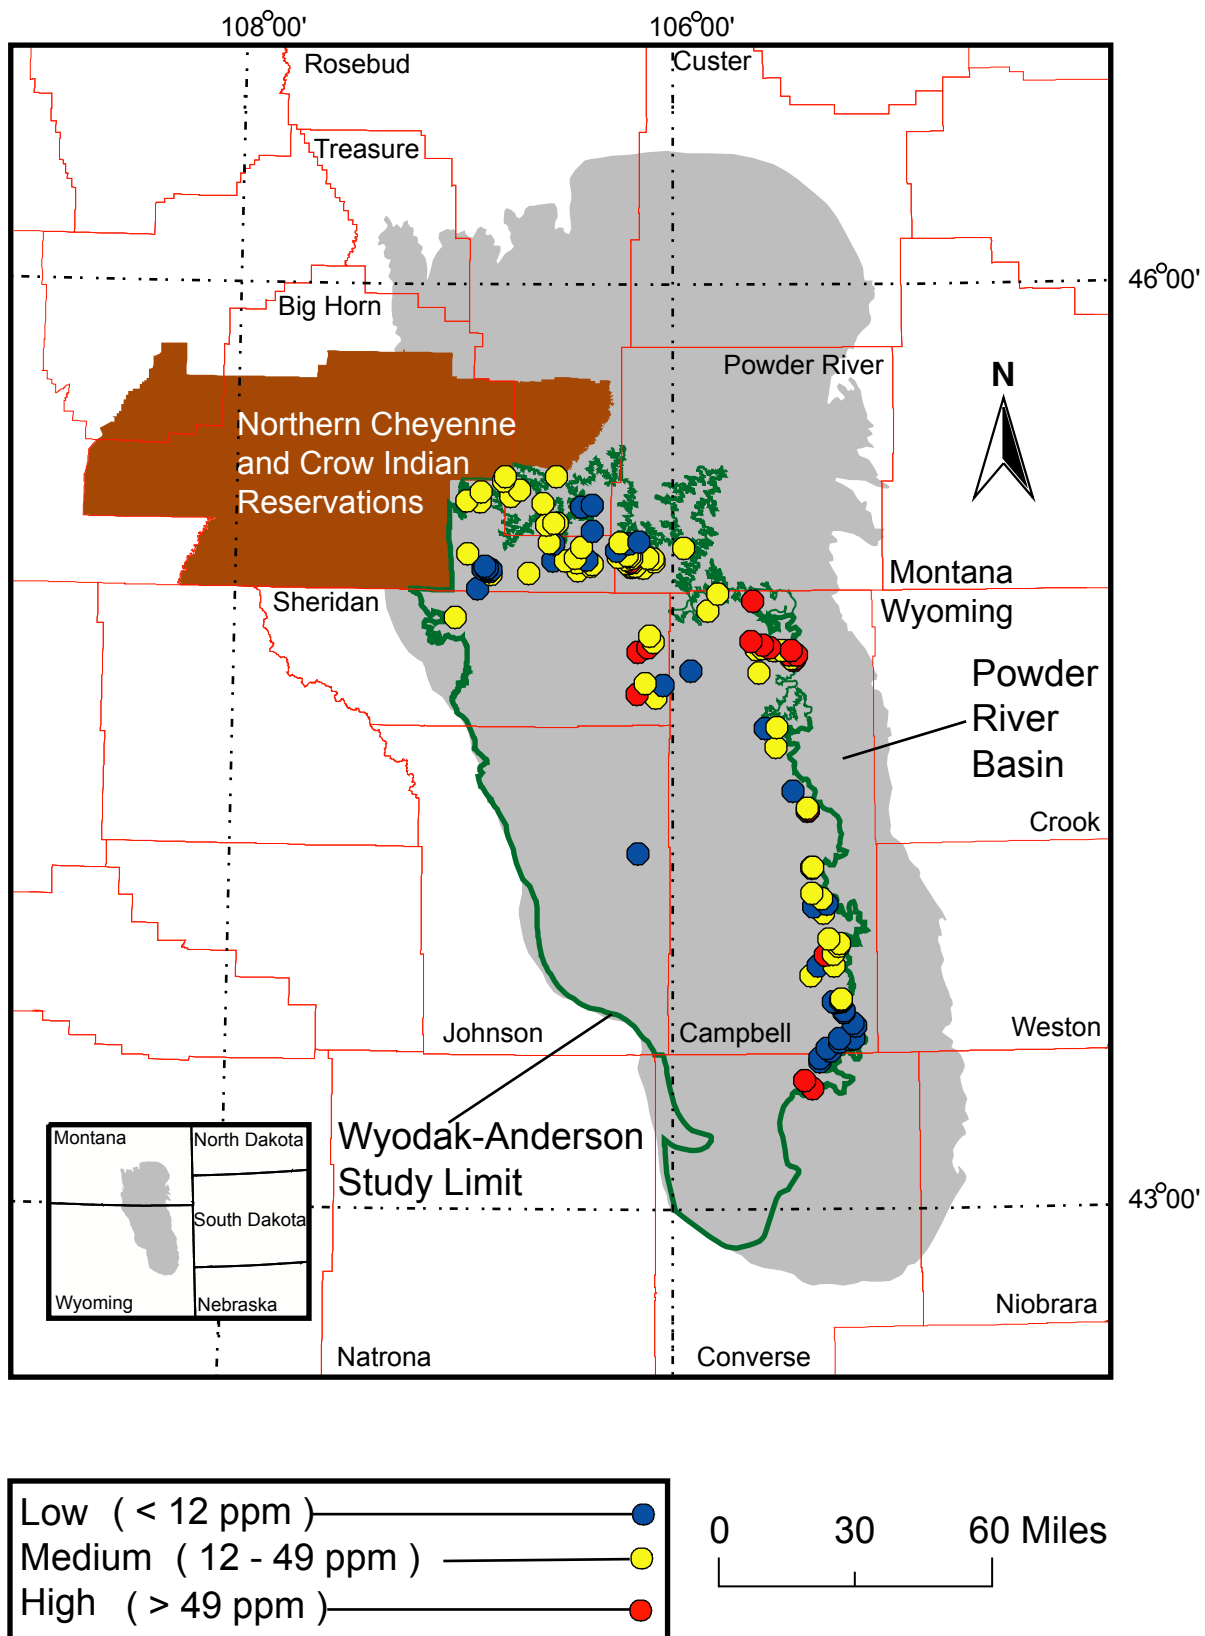 108°00'
106°00'
Rosebud
Custer
Treasure
46°00'
Big Horn
Powder River
N
Northern Cheyenne
and Crow Indian
Reservations
Montana
Sheridan
Wyoming
Powder
River
Basin
Crook
Johnson
Campbell
Weston
Wyodak-Anderson
Study Limit
Montana
North Dakota
South Dakota
Wyoming
Nebraska
43°00'
Niobrara
Natrona
Converse
Low ( < 12 ppm )
Medium ( 12 - 49 ppm )
High ( > 49 ppm )
0 30 60 Miles